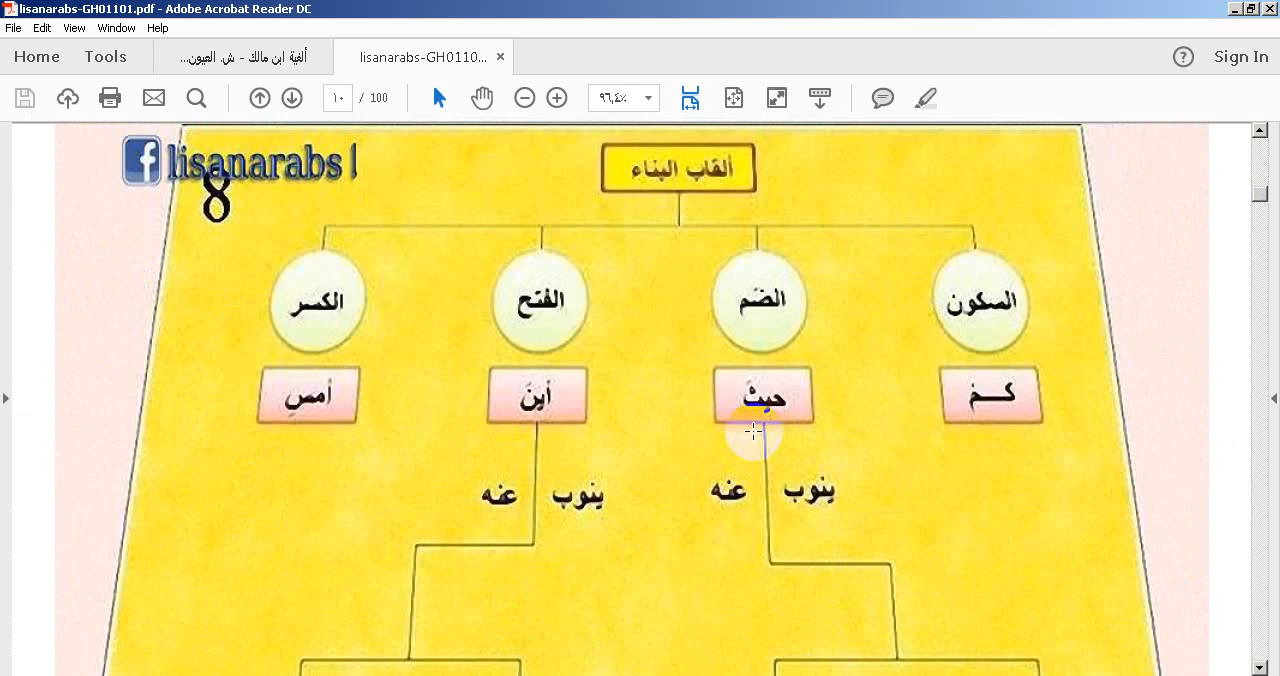 lisanarabs-GH01101.pdf - Adobe Acrobat Reader DC
File Edit View Window Help
Home Tools ألفية ابن مالك - ش. العيون... lisanarabs-GH0110... Sign In
١٠ / 100 ٩٦,٤٪
lisanarabs
8
ألقاب البناء
السكون الضّم الفتح الكسر
كـــمْ حيثُ أينَ أمسِ
ينوب عنه ينوب عنه